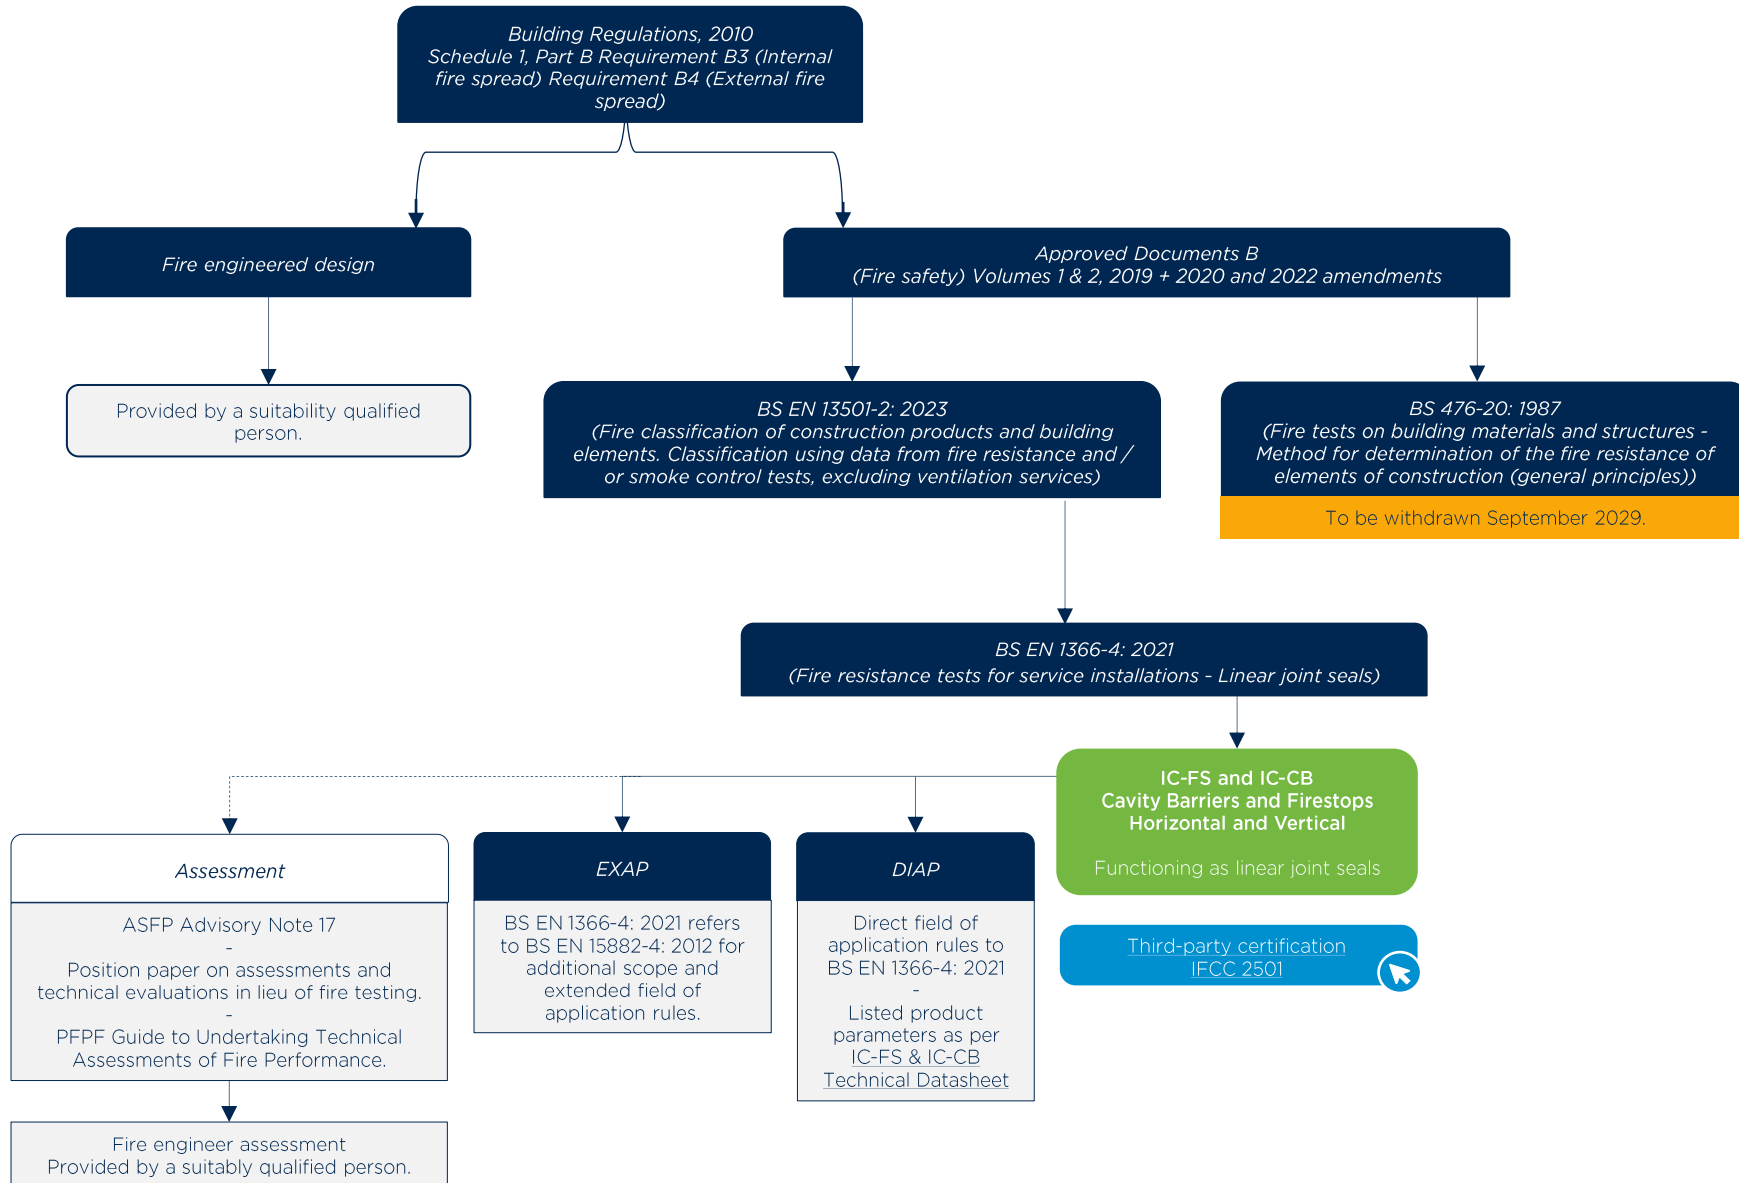 Building Regulations, 2010
Schedule 1, Part B Requirement B3 (Internal
fire spread) Requirement B4 (External fire
spread)
Fire engineered design
Approved Documents B
(Fire safety) Volumes 1 & 2, 2019 + 2020 and 2022 amendments
Provided by a suitability qualified
person.
BS EN 13501-2: 2023
(Fire classification of construction products and building
elements. Classification using data from fire resistance and /
or smoke control tests, excluding ventilation services)
BS 476-20: 1987
(Fire tests on building materials and structures -
Method for determination of the fire resistance of
elements of construction (general principles))
To be withdrawn September 2029.
BS EN 1366-4: 2021
(Fire resistance tests for service installations - Linear joint seals)
IC-FS and IC-CB
Cavity Barriers and Firestops
Horizontal and Vertical
Functioning as linear joint seals
Third-party certification
IFCC 2501
Assessment
ASFP Advisory Note 17
-
Position paper on assessments and
technical evaluations in lieu of fire testing.
-
PFPF Guide to Undertaking Technical
Assessments of Fire Performance.
Fire engineer assessment
Provided by a suitably qualified person.
EXAP
BS EN 1366-4: 2021 refers
to BS EN 15882-4: 2012 for
additional scope and
extended field of
application rules.
DIAP
Direct field of
application rules to
BS EN 1366-4: 2021
-
Listed product
parameters as per
IC-FS & IC-CB
Technical Datasheet